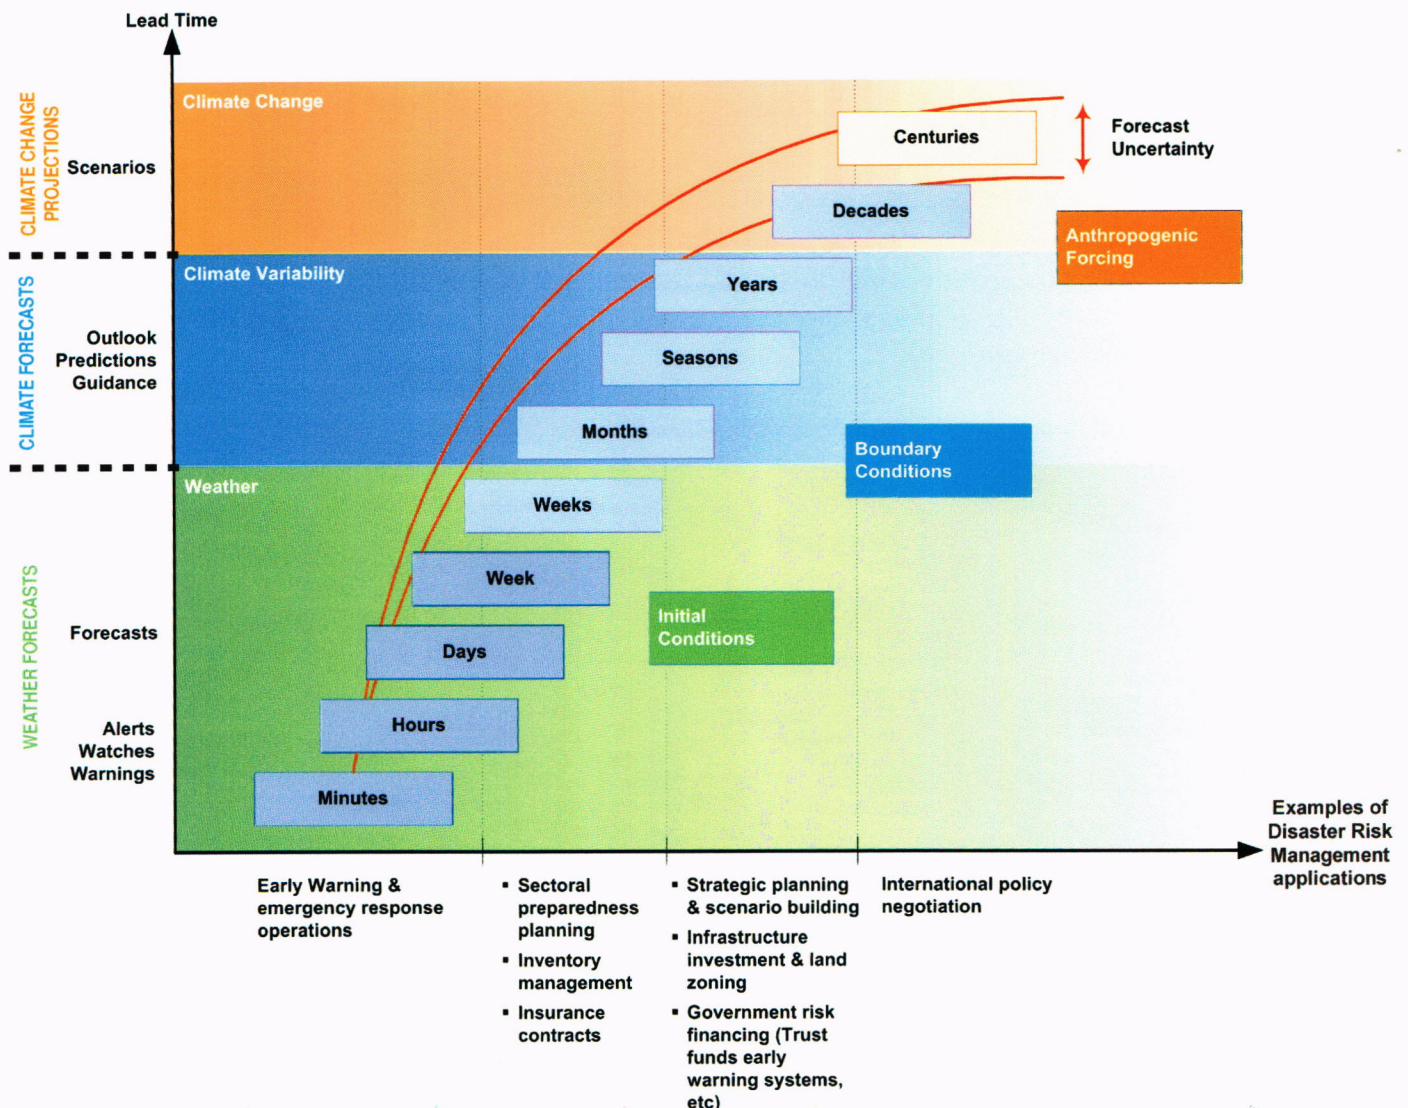 Lead Time
CLIMATE CHANGE
PROJECTIONS
Climate Change
Scenarios
Centuries
Forecast
Uncertainty
Decades
Anthropogenic
Forcing
CLIMATE FORECASTS
Climate Variability
Outlook
Predictions
Guidance
Years
Seasons
Months
Boundary
Conditions
WEATHER FORECASTS
Weather
Weeks
Week
Initial
Conditions
Forecasts
Days
Alerts
Watches
Warnings
Hours
Minutes
Examples of
Disaster Risk
Management
applications
Early Warning &
emergency response
operations
▪ Sectoral
preparedness
planning
▪ Inventory
management
▪ Insurance
contracts
▪ Strategic planning
& scenario building
▪ Infrastructure
investment & land
zoning
▪ Government risk
financing (Trust
funds early
warning systems,
etc)
International policy
negotiation